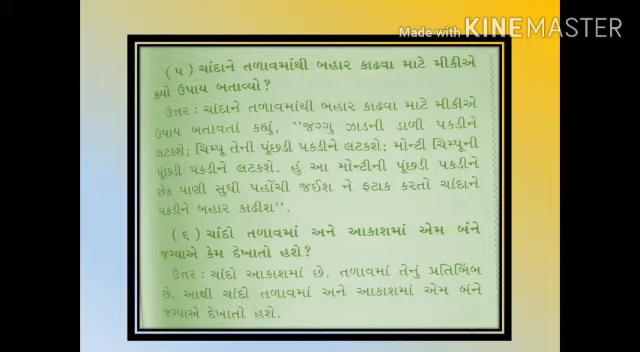 Made with KINEMASTER
(૫) ચાંદાને તળાવમાંથી બહાર કાઢવા માટે મીકીએ
કયો ઉપાય બતાવ્યો?
ઉત્તર : ચાંદાને તળાવમાંથી બહાર કાઢવા માટે મીકીએ
ઉપાય બતાવતાં કહ્યું, ''જગ્ગુ ઝાડની ડાળી પકડીને
લટકશે; ચિમ્પૂ તેની પૂંછડી પકડીને લટકશે; મોન્ટી ચિમ્પૂની
પૂંછડી પકડીને લટકશે. હું આ મોન્ટીની પૂંછડી પકડીને
છેક પાણી સુધી પહોંચી જઈશ ને ફટાક કરતો ચાંદાને
પકડીને બહાર કાઢીશ''.
(૬) ચાંદો તળાવમાં અને આકાશમાં એમ બંને
જગ્યાએ કેમ દેખાતો હશે?
ઉત્તર : ચાંદો આકાશમાં છે. તળાવમાં તેનું પ્રતિબિંબ
છે. આથી ચાંદો તળાવમાં અને આકાશમાં એમ બંને
જગ્યાએ દેખાતો હશે.